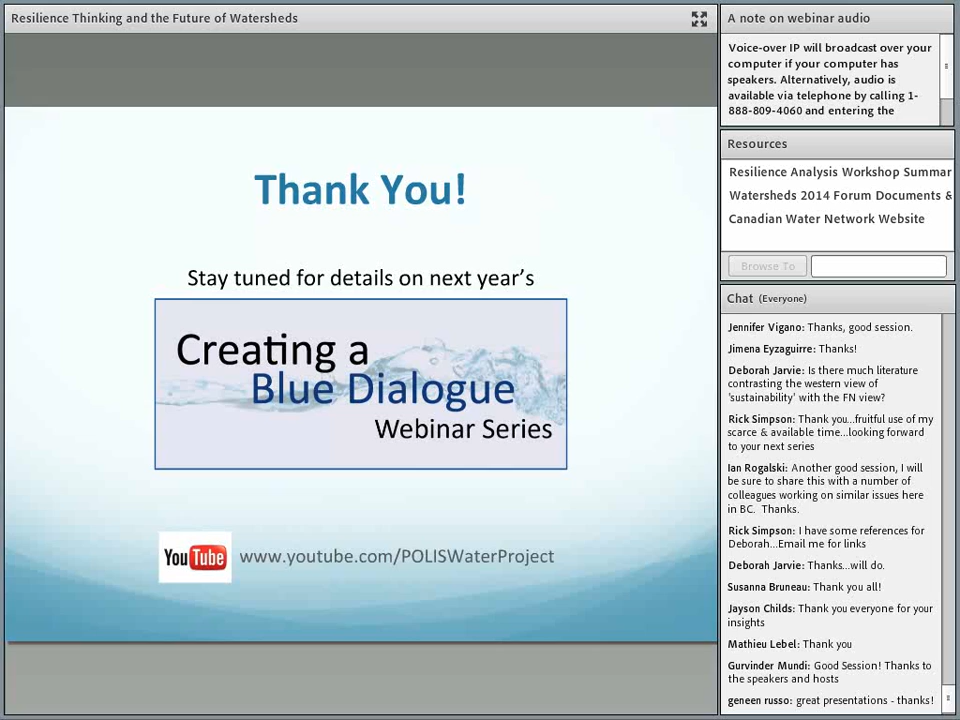 Resilience Thinking and the Future of Watersheds
Thank You!
Stay tuned for details on next year's
Creating a
Blue Dialogue
Webinar Series
YouTube
www.youtube.com/POLISWaterProject
A note on webinar audio
Voice-over IP will broadcast over your
computer if your computer has
speakers. Alternatively, audio is
available via telephone by calling 1-
888-809-4060 and entering the
Resources
Resilience Analysis Workshop Summar
Watersheds 2014 Forum Documents &
Canadian Water Network Website
Browse To
Chat (Everyone)
Jennifer Vigano: Thanks, good session.
Jimena Eyzaguirre: Thanks!
Deborah Jarvie: Is there much literature
contrasting the western view of
'sustainability' with the FN view?
Rick Simpson: Thank you...fruitful use of my
scarce & available time...looking forward
to your next series
Ian Rogalski: Another good session, I will
be sure to share this with a number of
colleagues working on similar issues here
in BC. Thanks.
Rick Simpson: I have some references for
Deborah...Email me for links
Deborah Jarvie: Thanks...will do.
Susanna Bruneau: Thank you all!
Jayson Childs: Thank you everyone for your
insights
Mathieu Lebel: Thank you
Gurvinder Mundi: Good Session! Thanks to
the speakers and hosts
geneen russo: great presentations - thanks!